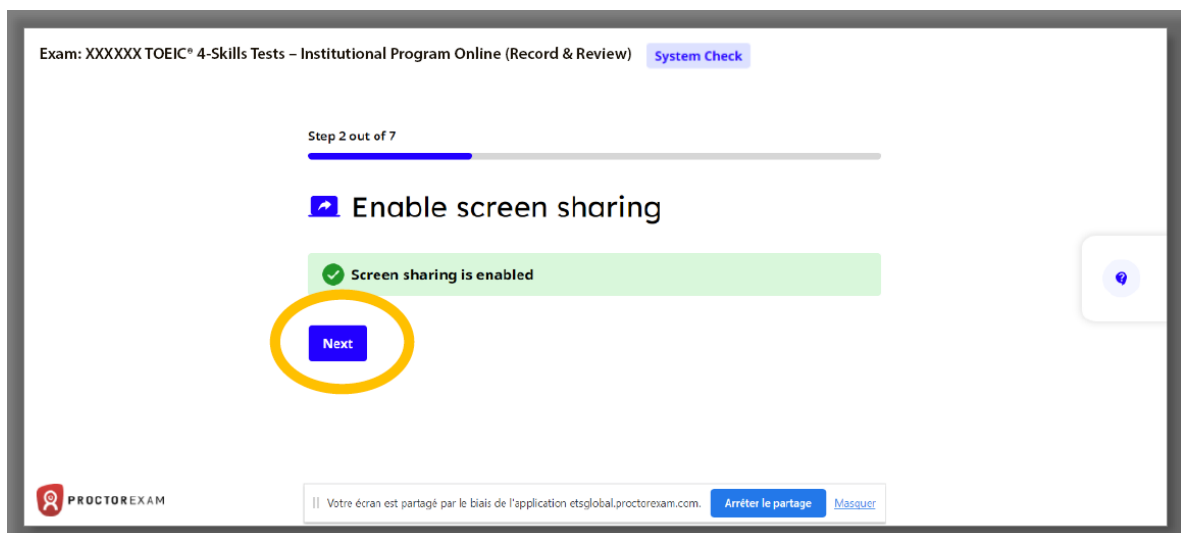 Exam: XXXXXX TOEIC® 4-Skills Tests – Institutional Program Online (Record & Review) System Check
Step 2 out of 7
Enable screen sharing
Screen sharing is enabled
Next
PROCTOREXAM
Votre écran est partagé par le biais de l'application etsglobal.proctorexam.com. Arrêter le partage Masquer